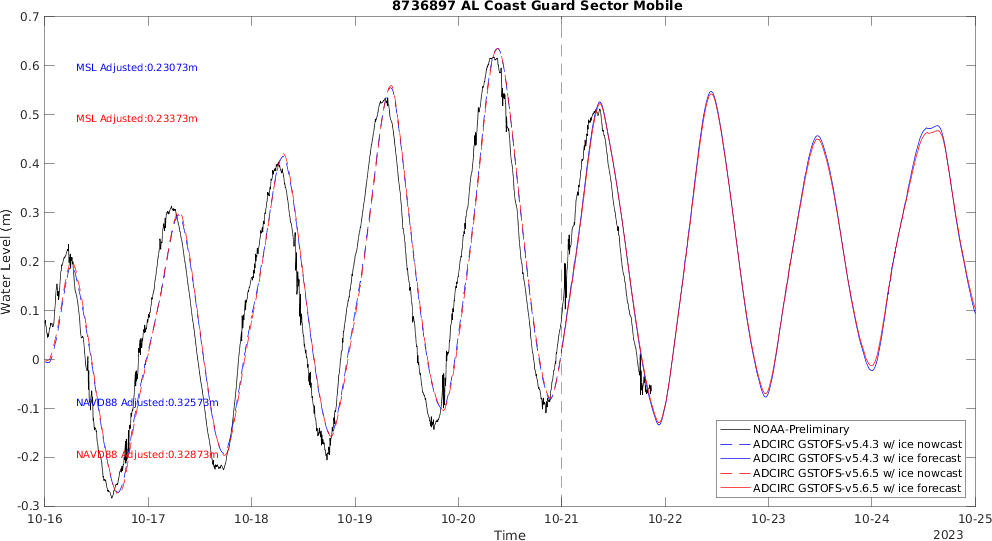 8736897 AL Coast Guard Sector Mobile
Water Level (m)
0.7
0.6
0.5
0.4
0.3
0.2
0.1
0
-0.1
-0.2
-0.3
MSL Adjusted:0.23073m
MSL Adjusted:0.23373m
NAVD88 Adjusted:0.32573m
NAVD88 Adjusted:0.32873m
NOAA-Preliminary
ADCIRC GSTOFS-v5.4.3 w/ ice nowcast
ADCIRC GSTOFS-v5.4.3 w/ ice forecast
ADCIRC GSTOFS-v5.6.5 w/ ice nowcast
ADCIRC GSTOFS-v5.6.5 w/ ice forecast
10-16 10-17 10-18 10-19 10-20 10-21 10-22 10-23 10-24 10-25
Time
2023